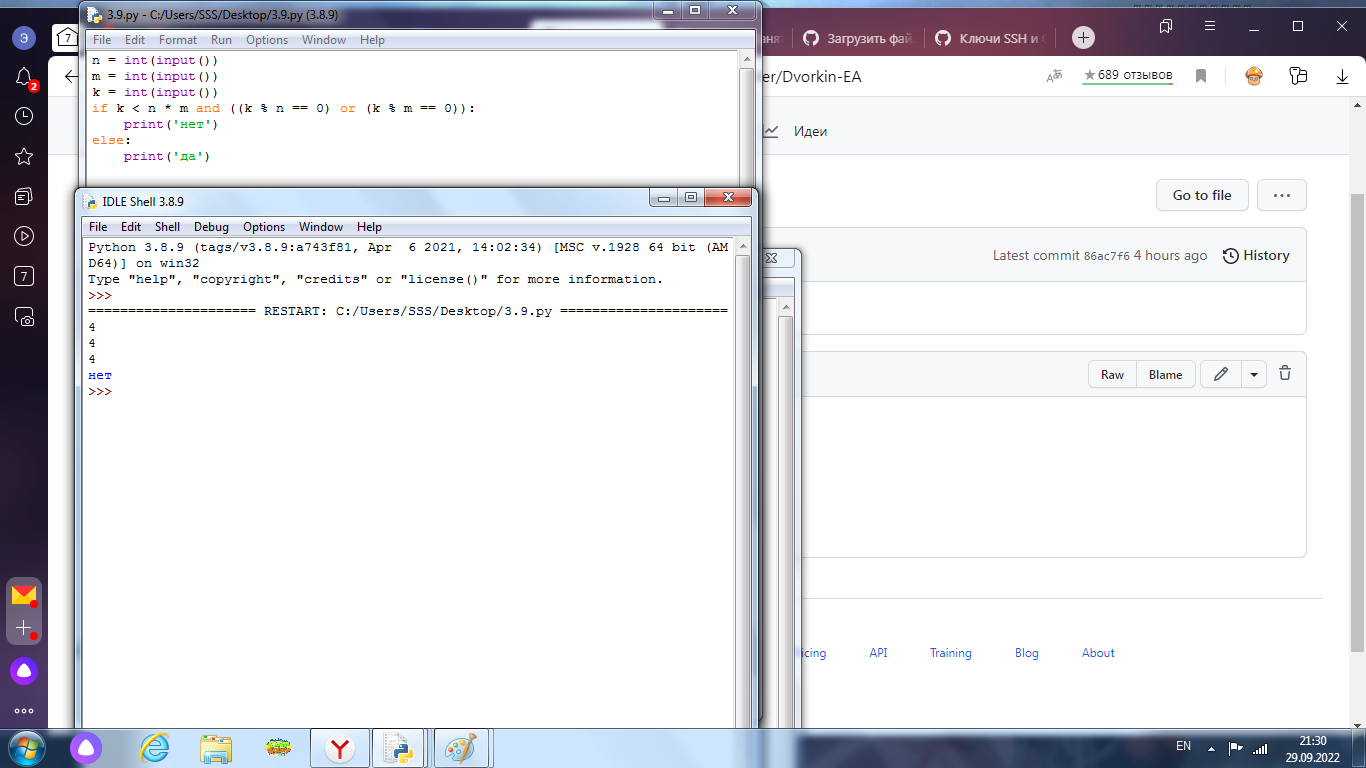 3.9.py - C:/Users/SSS/Desktop/3.9.py (3.8.9)
File Edit Format Run Options Window Help
n = int(input())
m = int(input())
k = int(input())
if k < n * m and ((k % n == 0) or (k % m == 0)):
    print('нет')
else:
    print('да')
IDLE Shell 3.8.9
File Edit Shell Debug Options Window Help
Python 3.8.9 (tags/v3.8.9:a743f81, Apr  6 2021, 14:02:34) [MSC v.1928 64 bit (AM
D64)] on win32
Type "help", "copyright", "credits" or "license()" for more information.
>>>
===================== RESTART: C:/Users/SSS/Desktop/3.9.py =====================
4
4
4
нет
>>>
Э
7
2
7
Загрузить фай
Ключи SSH и
er/Dvorkin-EA
689 отзывов
Идеи
Go to file
Latest commit 86ac7f6 4 hours ago
History
Raw
Blame
icing
API
Training
Blog
About
EN
21:30
29.09.2022